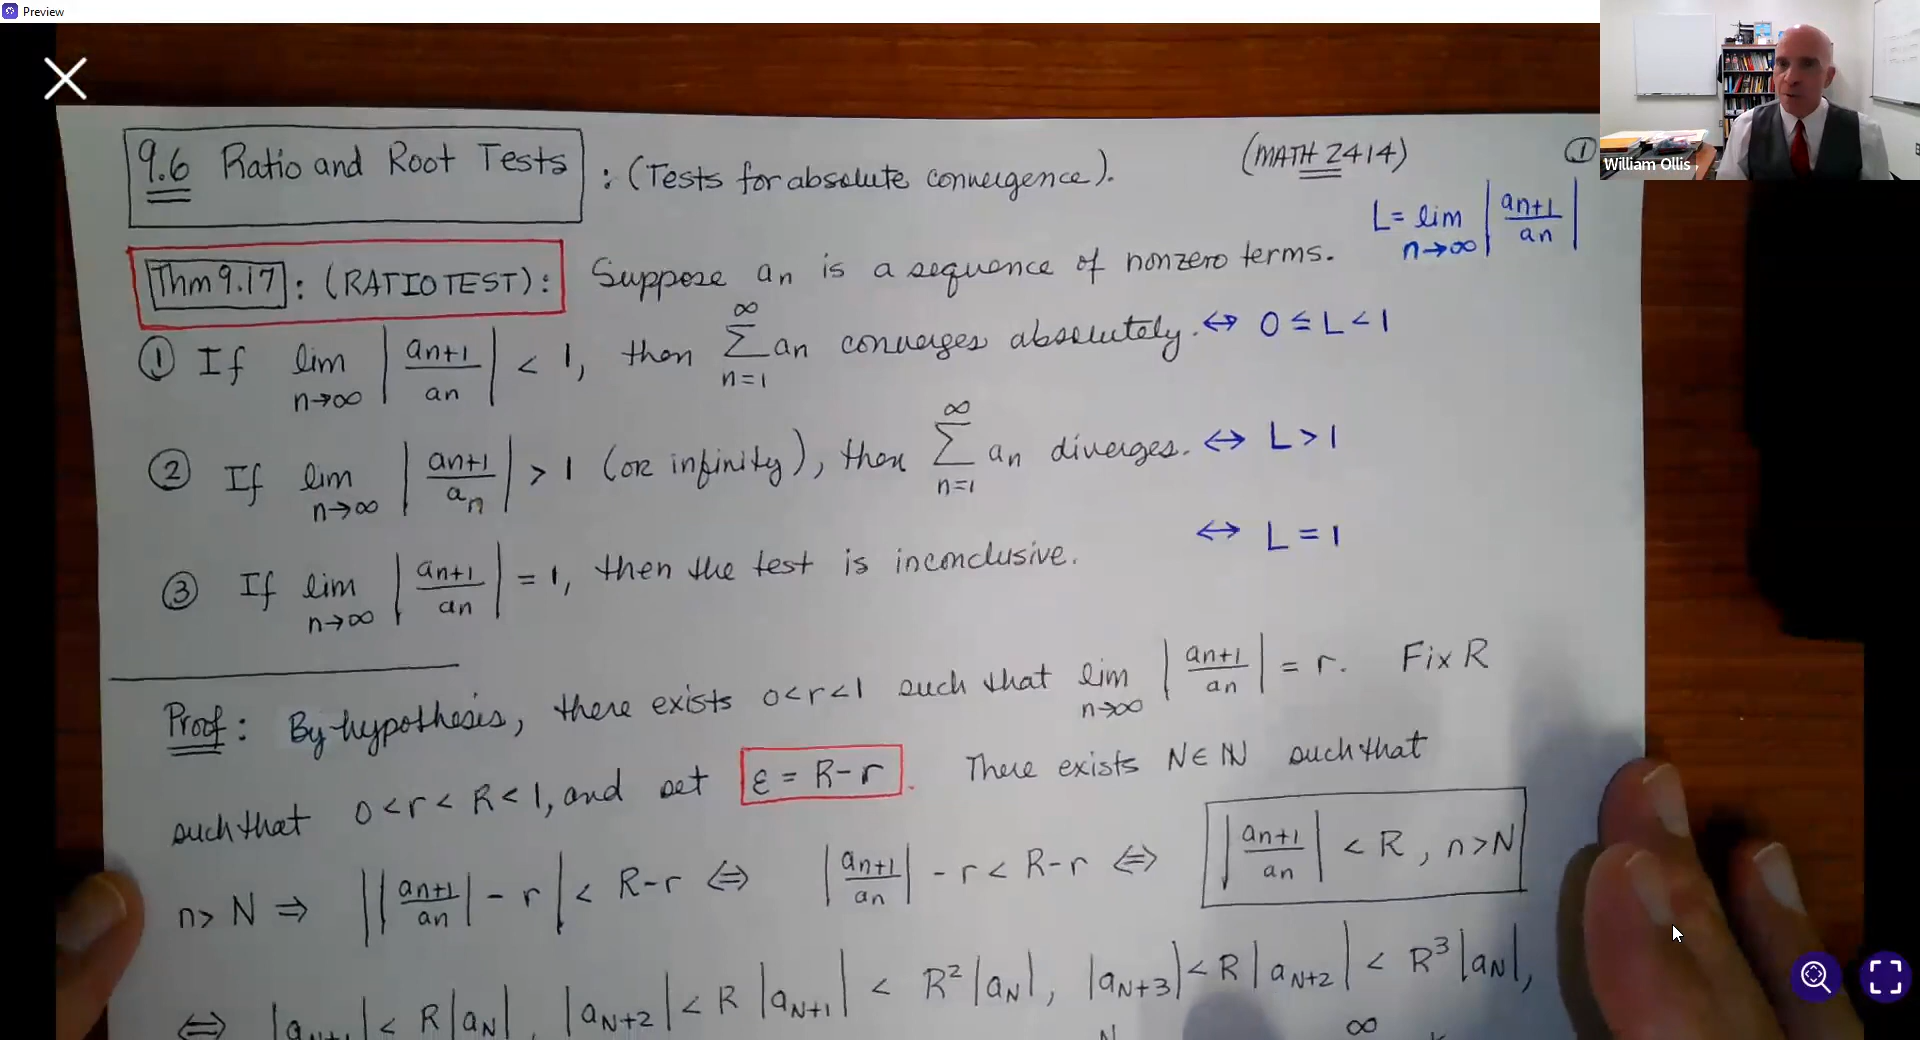 Preview
William Ollis
9.6 Ratio and Root Tests : (Tests for absolute convergence). (MATH 2414) ①
L = lim n→∞ |an+1/an|
Thm 9.17 : (RATIO TEST): Suppose an is a sequence of nonzero terms.
① If lim n→∞ |an+1/an| < 1, then ∞ Σ n=1 an converges absolutely. ↔ 0 ≤ L < 1
② If lim n→∞ |an+1/an| > 1 (or infinity), then ∞ Σ n=1 an diverges. ↔ L > 1
③ If lim n→∞ |an+1/an| = 1, then the test is inconclusive. ↔ L = 1
Proof: By hypothesis, there exists 0<r<1 such that lim n→∞ |an+1/an| = r. Fix R
such that 0<r<R<1, and set ε = R-r. There exists N∈ℕ such that
n > N ⇒ ||an+1/an| - r| < R-r ⇔ |an+1/an| - r < R-r ⇔ |an+1/an| < R, n>N
⇔ |aN+1| < R|aN|, |aN+2| < R|aN+1| < R²|aN|, |aN+3| < R|aN+2| < R³|aN|,
N ∞